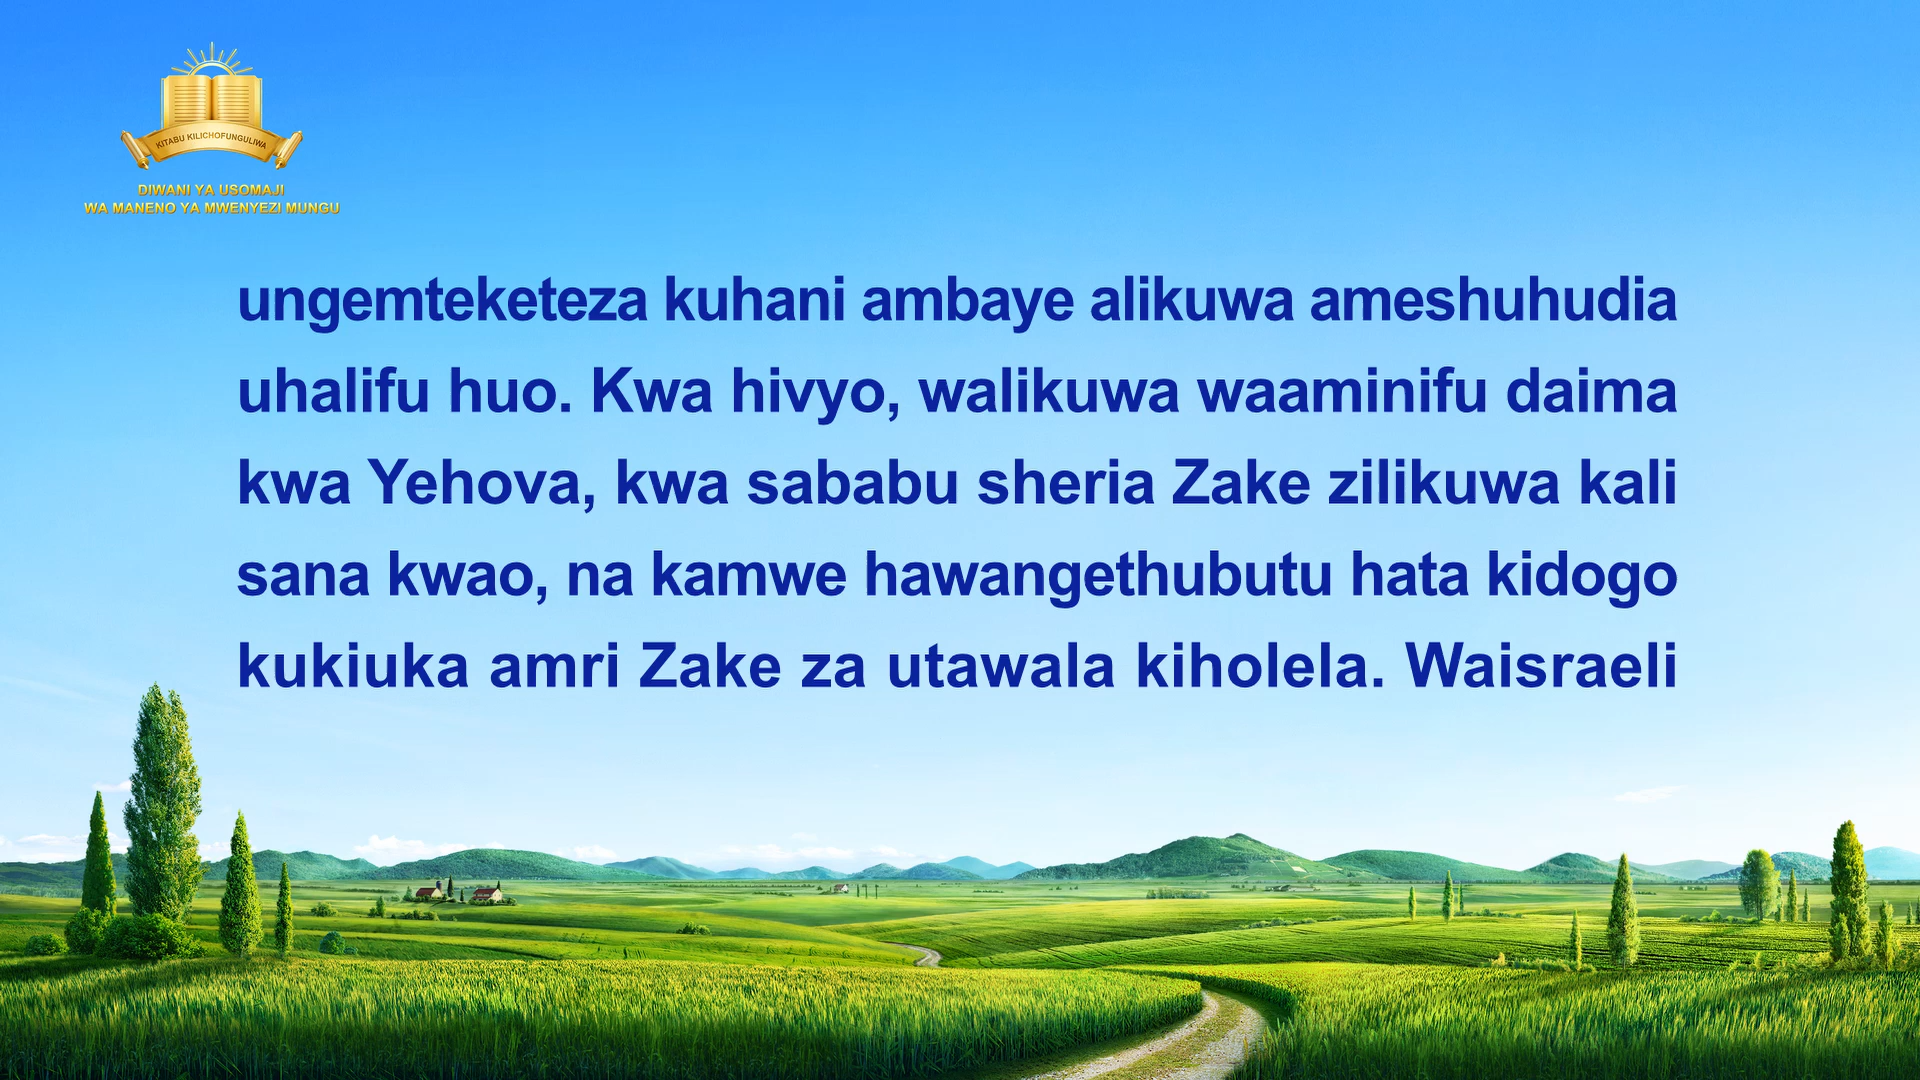 KITABU KILICHOFUNGULIWA
DIWANI YA USOMAJI
WA MANENO YA MWENYEZI MUNGU
ungemteketeza kuhani ambaye alikuwa ameshuhudia
uhalifu huo. Kwa hivyo, walikuwa waaminifu daima
kwa Yehova, kwa sababu sheria Zake zilikuwa kali
sana kwao, na kamwe hawangethubutu hata kidogo
kukiuka amri Zake za utawala kiholela. Waisraeli